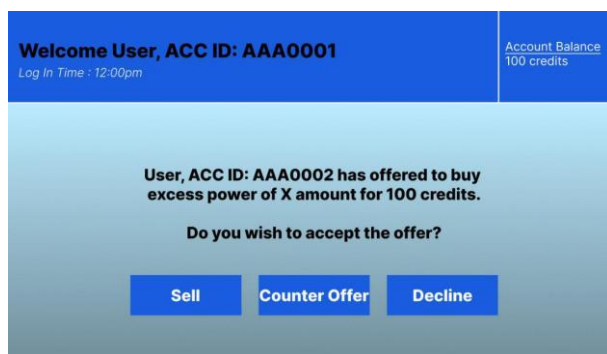 Welcome User, ACC ID: AAA0001
Log In Time : 12:00pm
Account Balance
100 credits
User, ACC ID: AAA0002 has offered to buy
excess power of X amount for 100 credits.
Do you wish to accept the offer?
Sell
Counter Offer
Decline